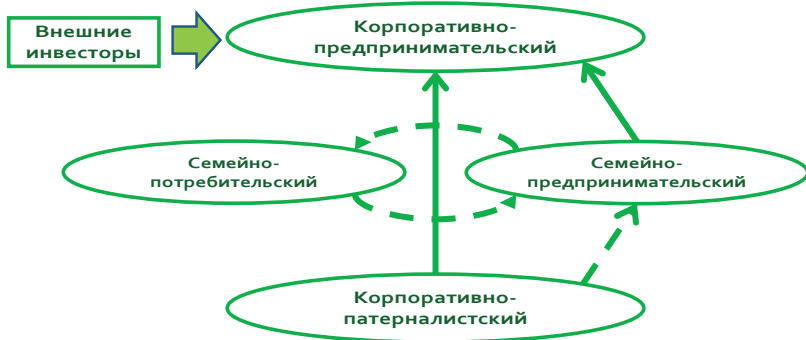 Внешние
инвесторы
Корпоративно-
предпринимательский
Семейно-
потребительский
Семейно-
предпринимательский
Корпоративно-
патерналистский